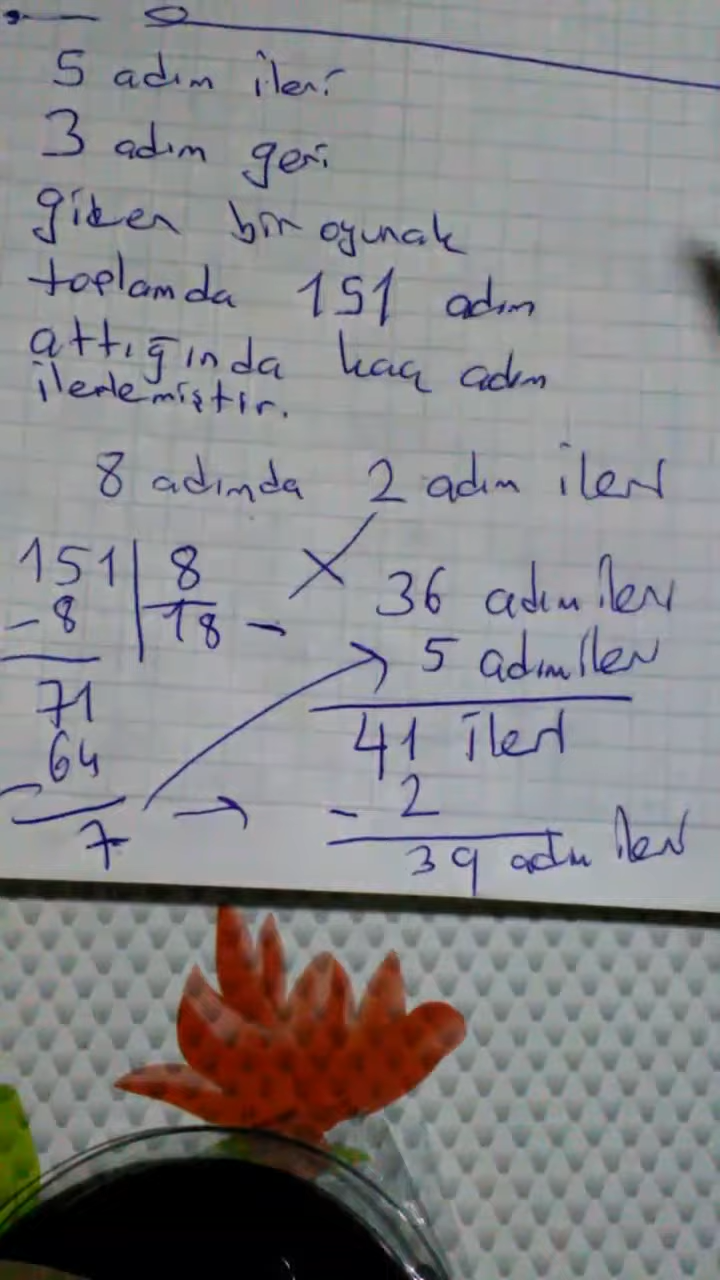 5 adım ileri
3 adım geri
giden bir oyuncak
toplamda 151 adım
attığında kaç adım
ilerlemiştir.
8 adımda 2 adım ileri
151 | 8
- 8 | 18 -
36 adım ileri
71
5 adım ileri
64
41 ileri
- 2
7
39 adım ileri